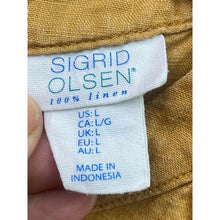 SIGRID
OLSEN®
100% linen
US: L
CA: L/G
UK: L
EU: L
AU: L
MADE IN
INDONESIA